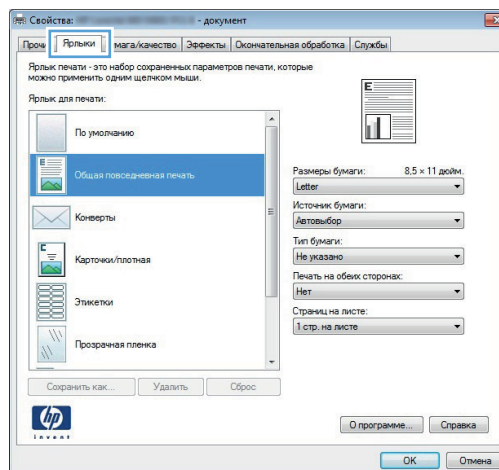 Свойства: - документ
Ярлыки
мага/качество
Эффекты
Окончательная обработка
Службы
Ярлык печати - это набор сохраненных параметров печати, которые
можно применить одним щелчком мыши.
Ярлык для печати:
По умолчанию
Общая повседневная печать
Конверты
Карточки/плотная
Этикетки
Прозрачная пленка
Сохранить как...
Удалить
Сброс
E
Размеры бумаги: 8,5 × 11 дюйм.
Letter
Источник бумаги:
Автовыбор
Тип бумаги:
Не указано
Печать на обеих сторонах:
Нет
Страниц на листе:
1 стр. на листе
hp
invent
О программе...
Справка
OK
Отмена